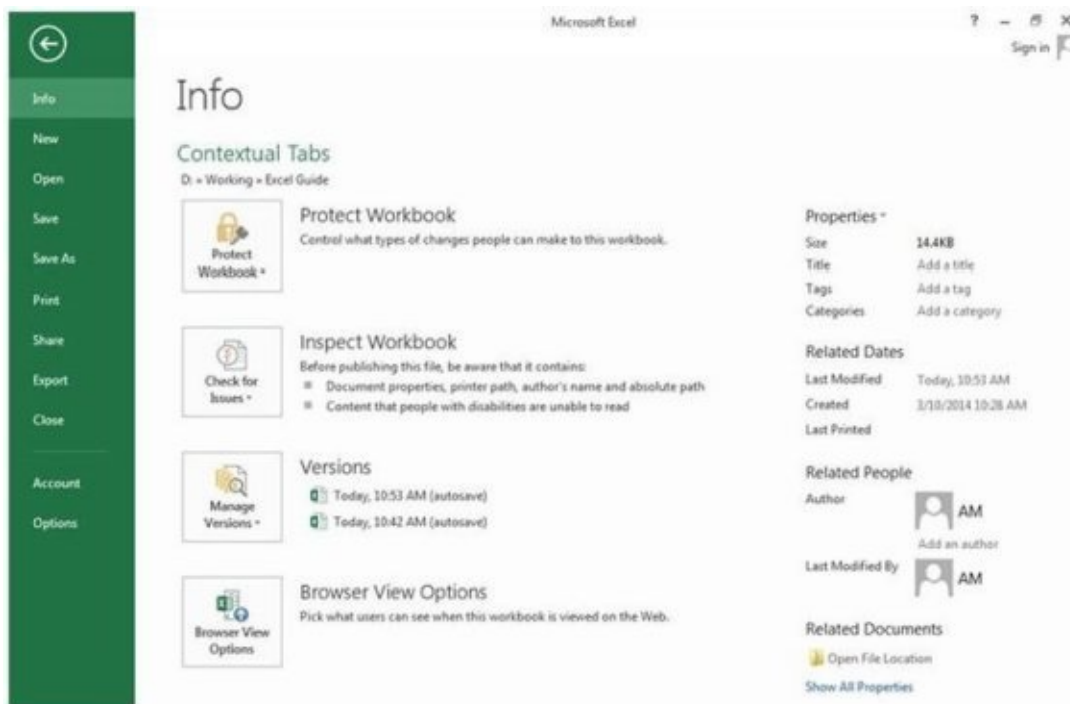 Microsoft Excel
?
Sign in
Info
New
Open
Save
Save As
Print
Share
Export
Close
Account
Options
Info
Contextual Tabs
D: » Working » Excel Guide
Protect
Workbook
Protect Workbook
Control what types of changes people can make to this workbook.
Check for
Issues
Inspect Workbook
Before publishing this file, be aware that it contains:
Document properties, printer path, author's name and absolute path
Content that people with disabilities are unable to read
Manage
Versions
Versions
Today, 10:53 AM (autosave)
Today, 10:42 AM (autosave)
Browser View
Options
Browser View Options
Pick what users can see when this workbook is viewed on the Web.
Properties
Size 14.4KB
Title Add a title
Tags Add a tag
Categories Add a category
Related Dates
Last Modified Today, 10:53 AM
Created 3/10/2014 10:28 AM
Last Printed
Related People
Author AM
Add an author
Last Modified By AM
Related Documents
Open File Location
Show All Properties